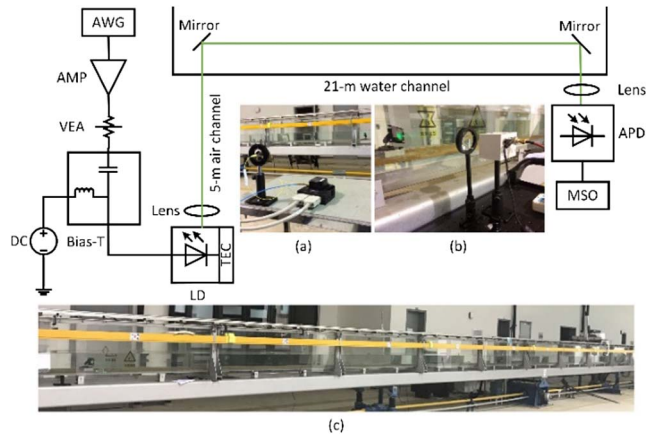 AWG
AMP
VEA
Bias-T
DC
Mirror
Mirror
21-m water channel
5-m air channel
Lens
Lens
APD
MSO
TEC
LD
(a)
(b)
(c)